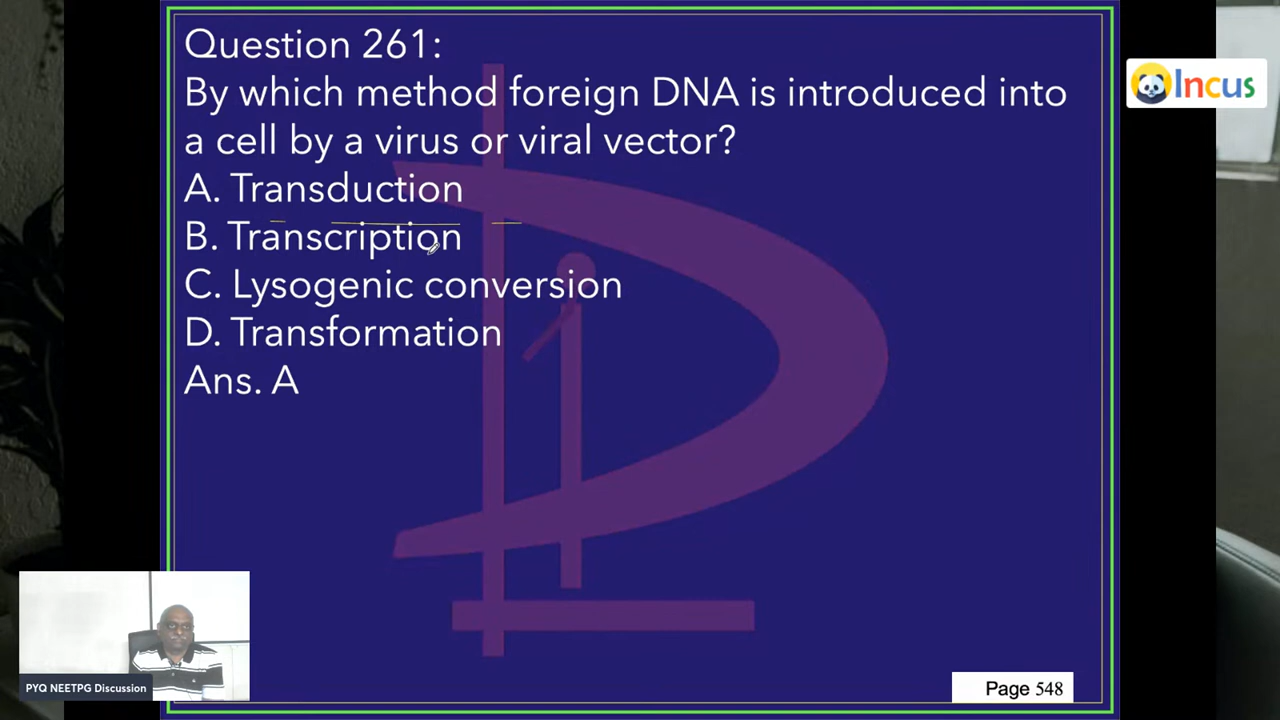 Question 261:
By which method foreign DNA is introduced into
a cell by a virus or viral vector?
A. Transduction
B. Transcription
C. Lysogenic conversion
D. Transformation
Ans. A
Incus
PYQ NEETPG Discussion
Page 548